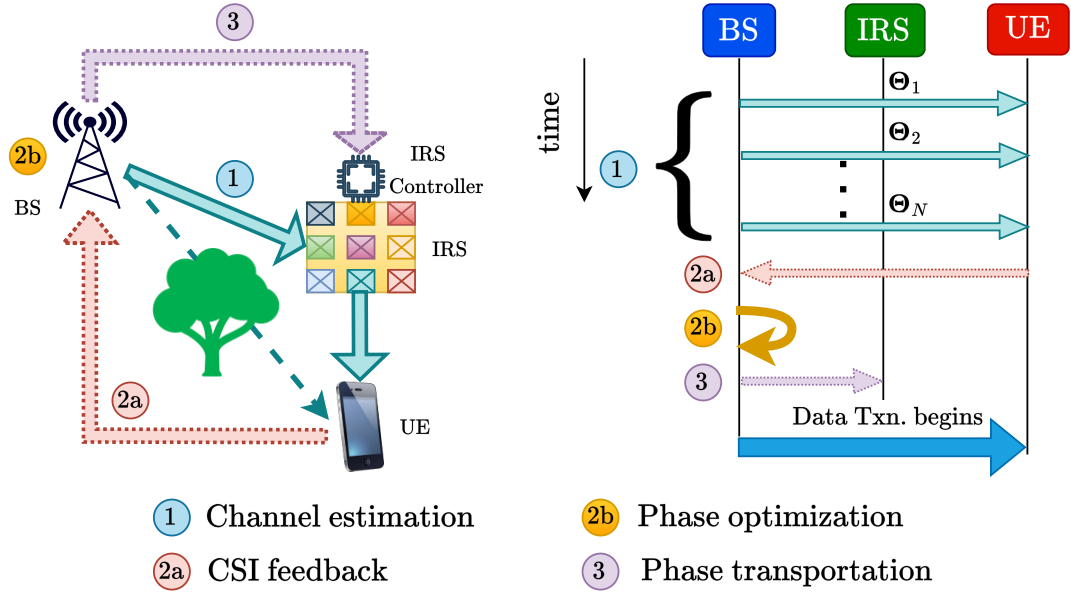 3
2b
BS
1
IRS
Controller
IRS
2a
UE
BS
IRS
UE
time
1
Θ1
Θ2
ΘN
2a
2b
3
Data Txn. begins
1 Channel estimation
2a CSI feedback
2b Phase optimization
3 Phase transportation